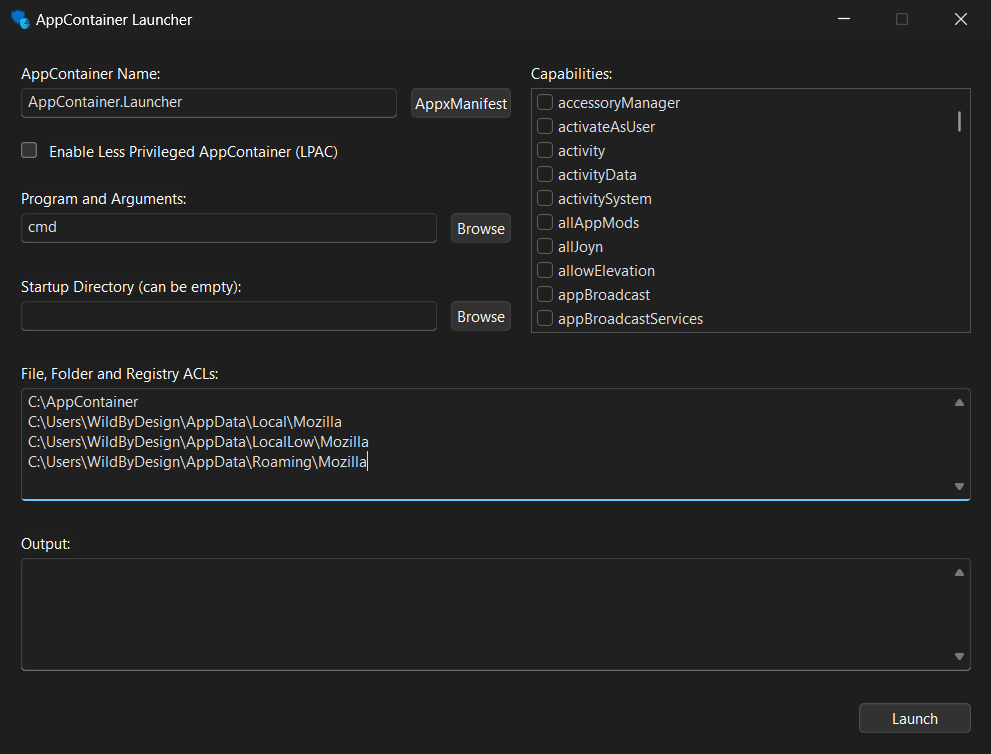 AppContainer Launcher
AppContainer Name:
AppContainer.Launcher
AppxManifest
Enable Less Privileged AppContainer (LPAC)
Program and Arguments:
cmd
Browse
Startup Directory (can be empty):
Browse
Capabilities:
accessoryManager
activateAsUser
activity
activityData
activitySystem
allAppMods
allJoyn
allowElevation
appBroadcast
appBroadcastServices
File, Folder and Registry ACLs:
C:\AppContainer
C:\Users\WildByDesign\AppData\Local\Mozilla
C:\Users\WildByDesign\AppData\LocalLow\Mozilla
C:\Users\WildByDesign\AppData\Roaming\Mozilla
Output:
Launch